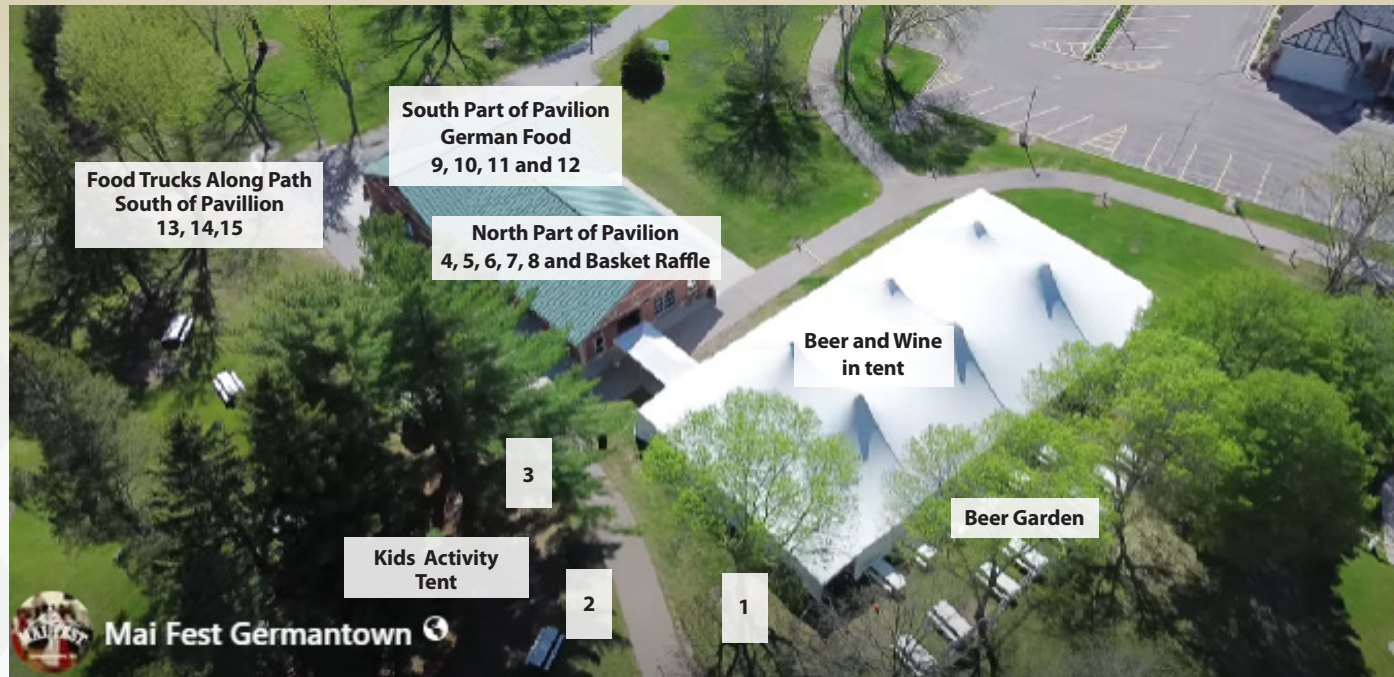 South Part of Pavilion
German Food
9, 10, 11 and 12
Food Trucks Along Path
South of Pavillion
13, 14,15
North Part of Pavilion
4, 5, 6, 7, 8 and Basket Raffle
Beer and Wine
in tent
3
Beer Garden
Kids Activity
Tent
2
1
MAI FEST
Mai Fest Germantown